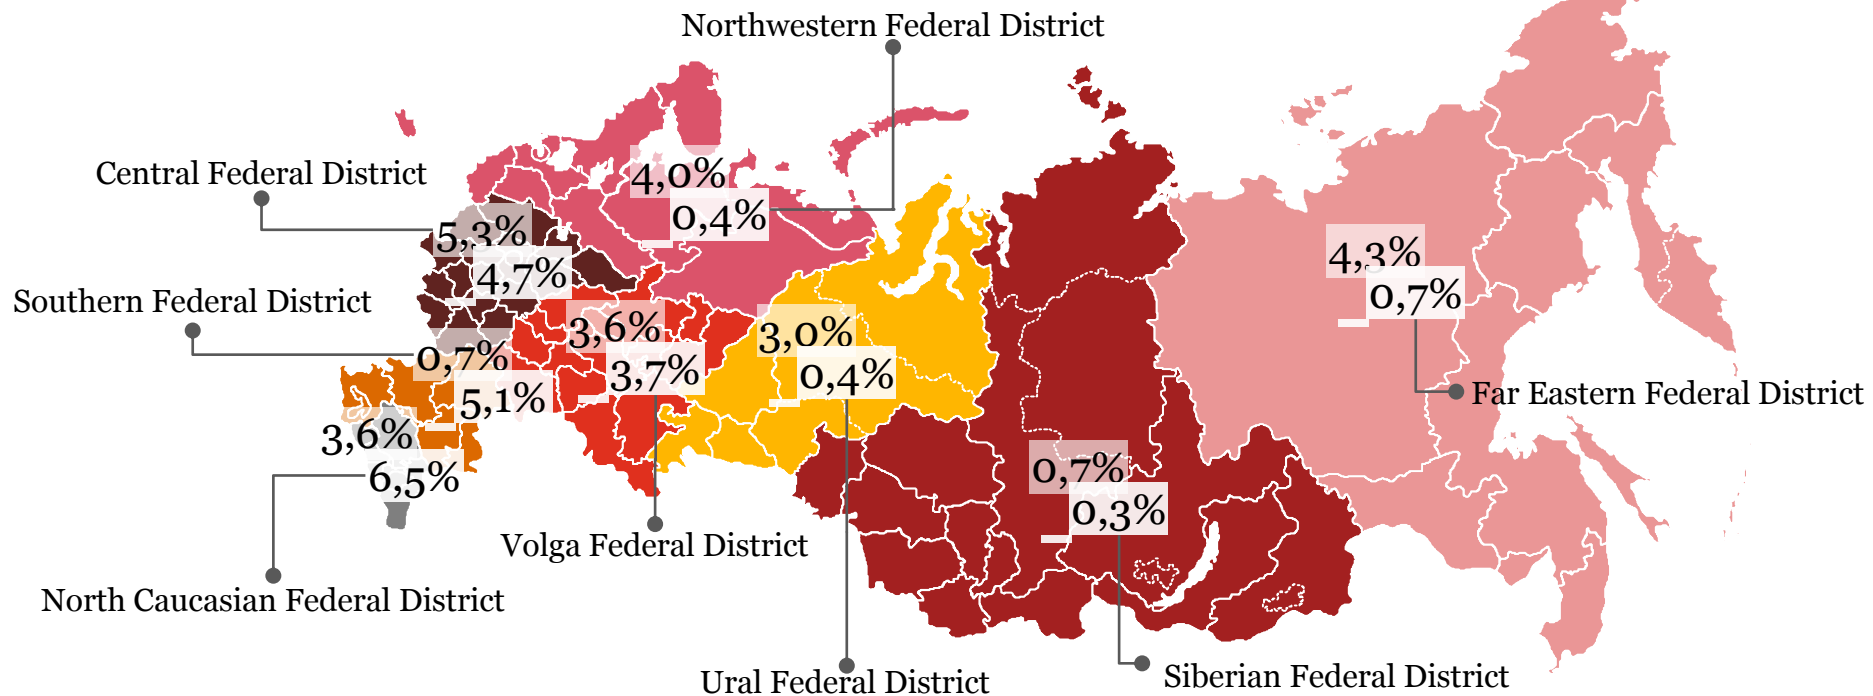 Northwestern Federal District
Central Federal District
4,0%
0,4%
5,3%
4,7%
4,3%
0,7%
Southern Federal District
3,6%
3,7%
3,0%
0,4%
0,7%
5,1%
Far Eastern Federal District
3,6%
6,5%
0,7%
0,3%
Volga Federal District
North Caucasian Federal District
Ural Federal District
Siberian Federal District